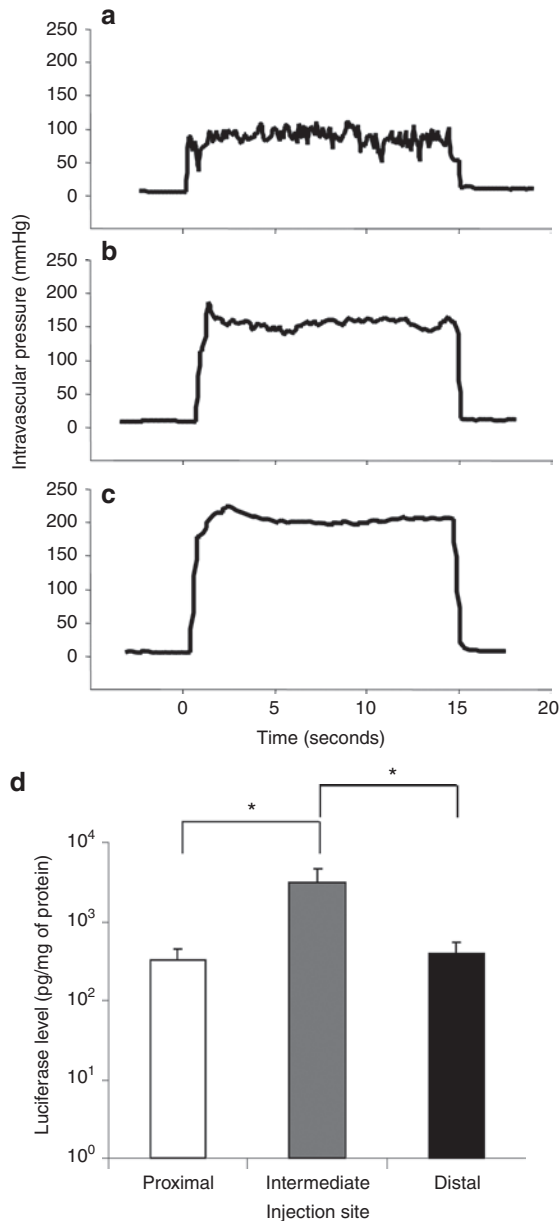 a
250
200
150
100
50
0
b
250
200
150
100
50
0
c
250
200
150
100
50
0
Intravascular pressure (mmHg)
0 5 10 15 20
Time (seconds)
d
* *
10⁴
10³
10²
10¹
10⁰
Luciferase level (pg/mg of protein)
Proximal Intermediate Distal
Injection site